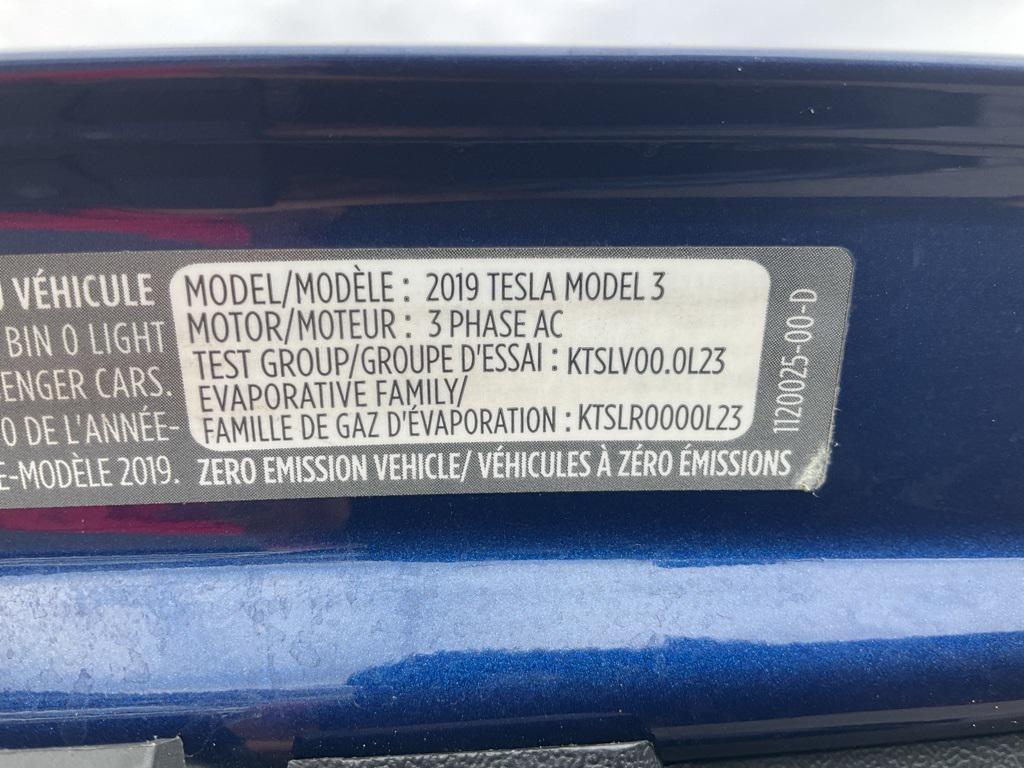 VÉHICULE
BIN 0 LIGHT
ENGER CARS.
0 DE L'ANNÉE-
E-MODÈLE 2019.
MODEL/MODÈLE : 2019 TESLA MODEL 3
MOTOR/MOTEUR : 3 PHASE AC
TEST GROUP/GROUPE D'ESSAI : KTSLV00.0L23
EVAPORATIVE FAMILY/
FAMILLE DE GAZ D'ÉVAPORATION : KTSLR0000L23
ZERO EMISSION VEHICLE/ VÉHICULES À ZÉRO ÉMISSIONS
1120025-00-D